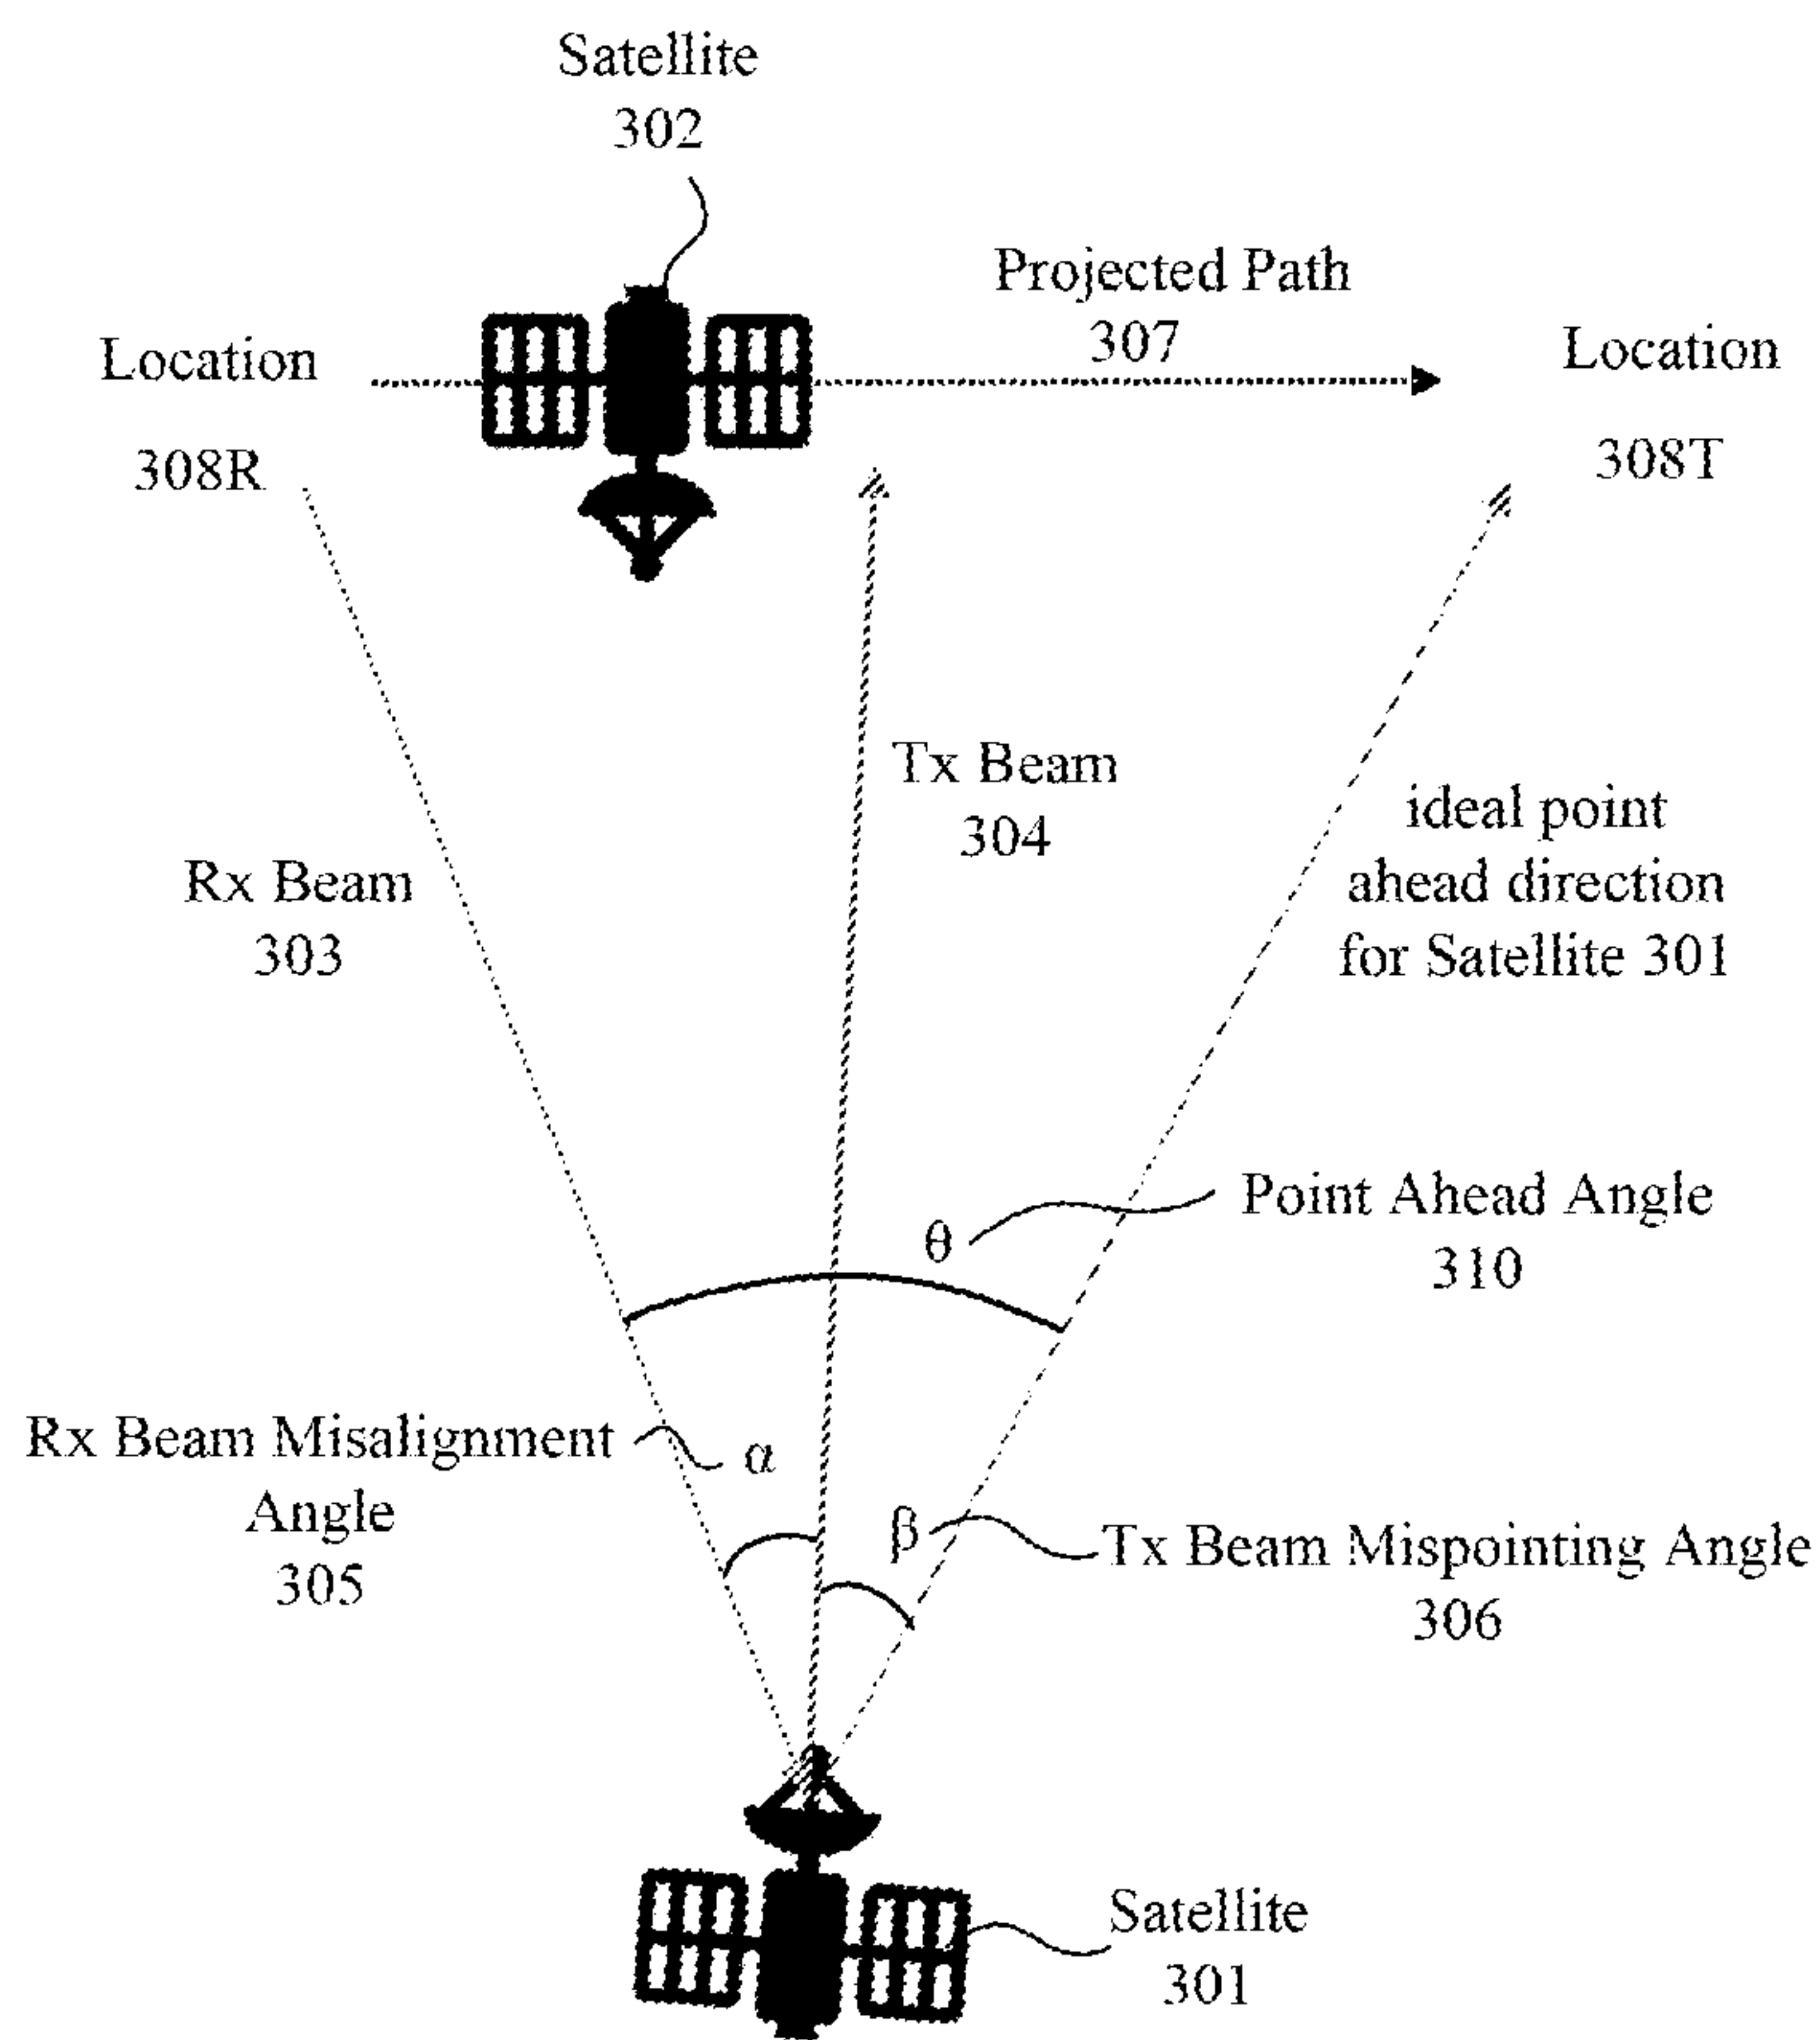 Satellite
302
Projected Path
307
Location
308R
Location
308T
Tx Beam
304
ideal point
ahead direction
for Satellite 301
Rx Beam
303
Point Ahead Angle
310
θ
Rx Beam Misalignment
Angle
305
α
β
Tx Beam Mispointing Angle
306
Satellite
301